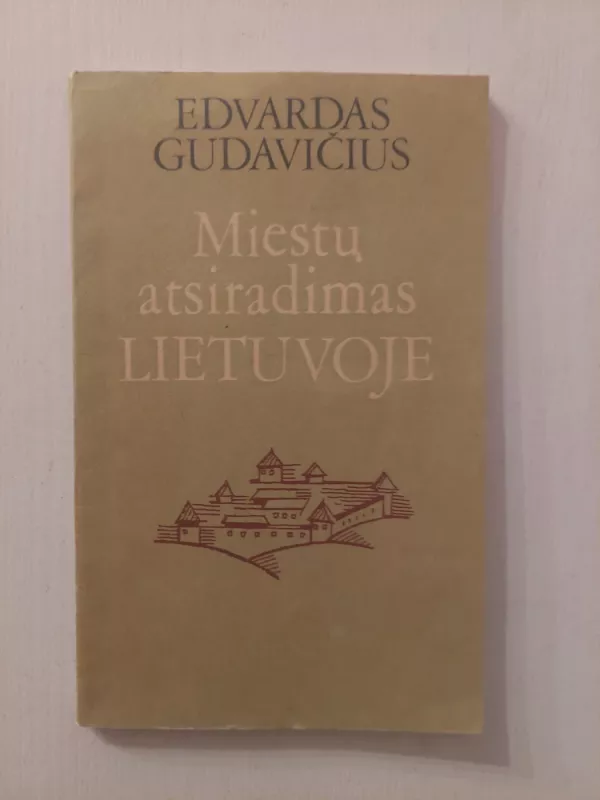 EDVARDAS
GUDAVIČIUS
Miestų
atsiradimas
LIETUVOJE